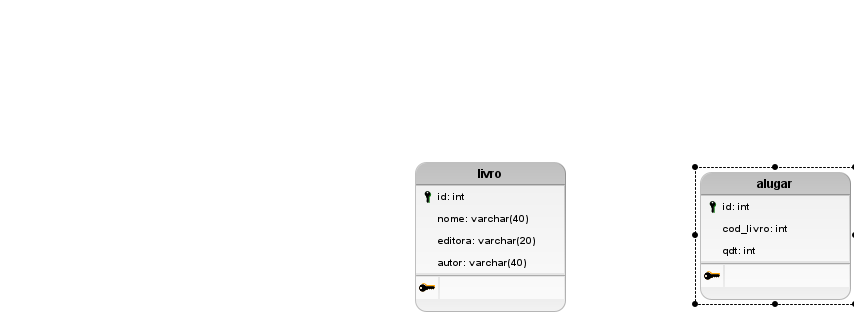 livro
id: int
nome: varchar(40)
editora: varchar(20)
autor: varchar(40)
alugar
id: int
cod_livro: int
qdt: int